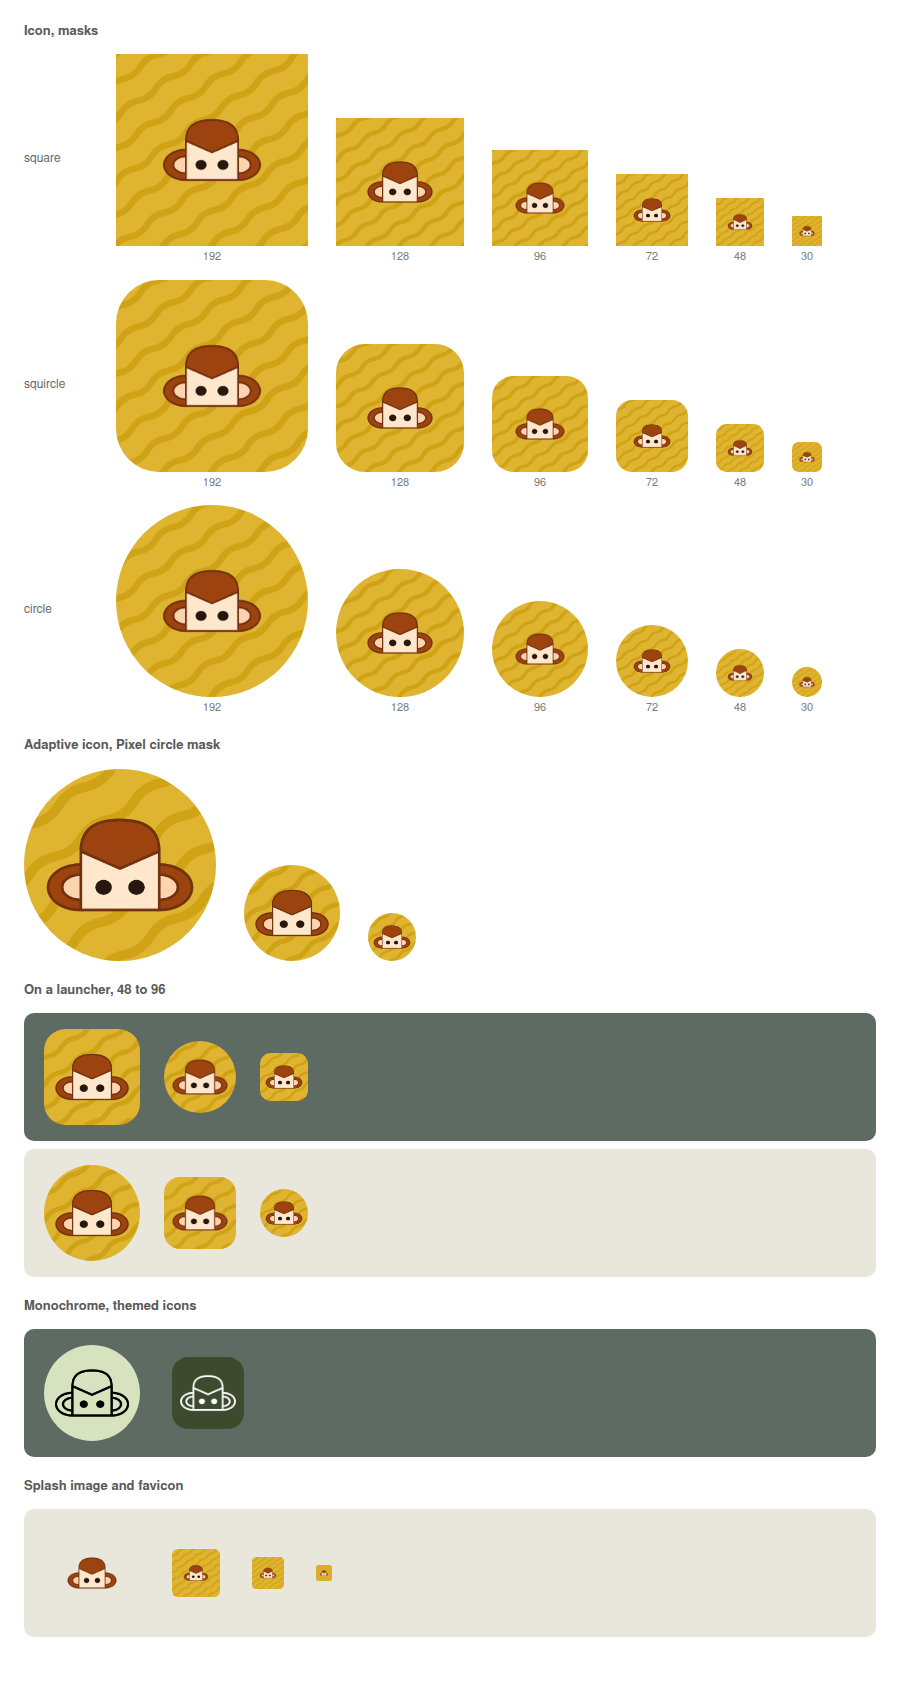 Icon, masks
square
192 128 96 72 48 30
squircle
192 128 96 72 48 30
circle
192 128 96 72 48 30
Adaptive icon, Pixel circle mask
On a launcher, 48 to 96
Monochrome, themed icons
Splash image and favicon